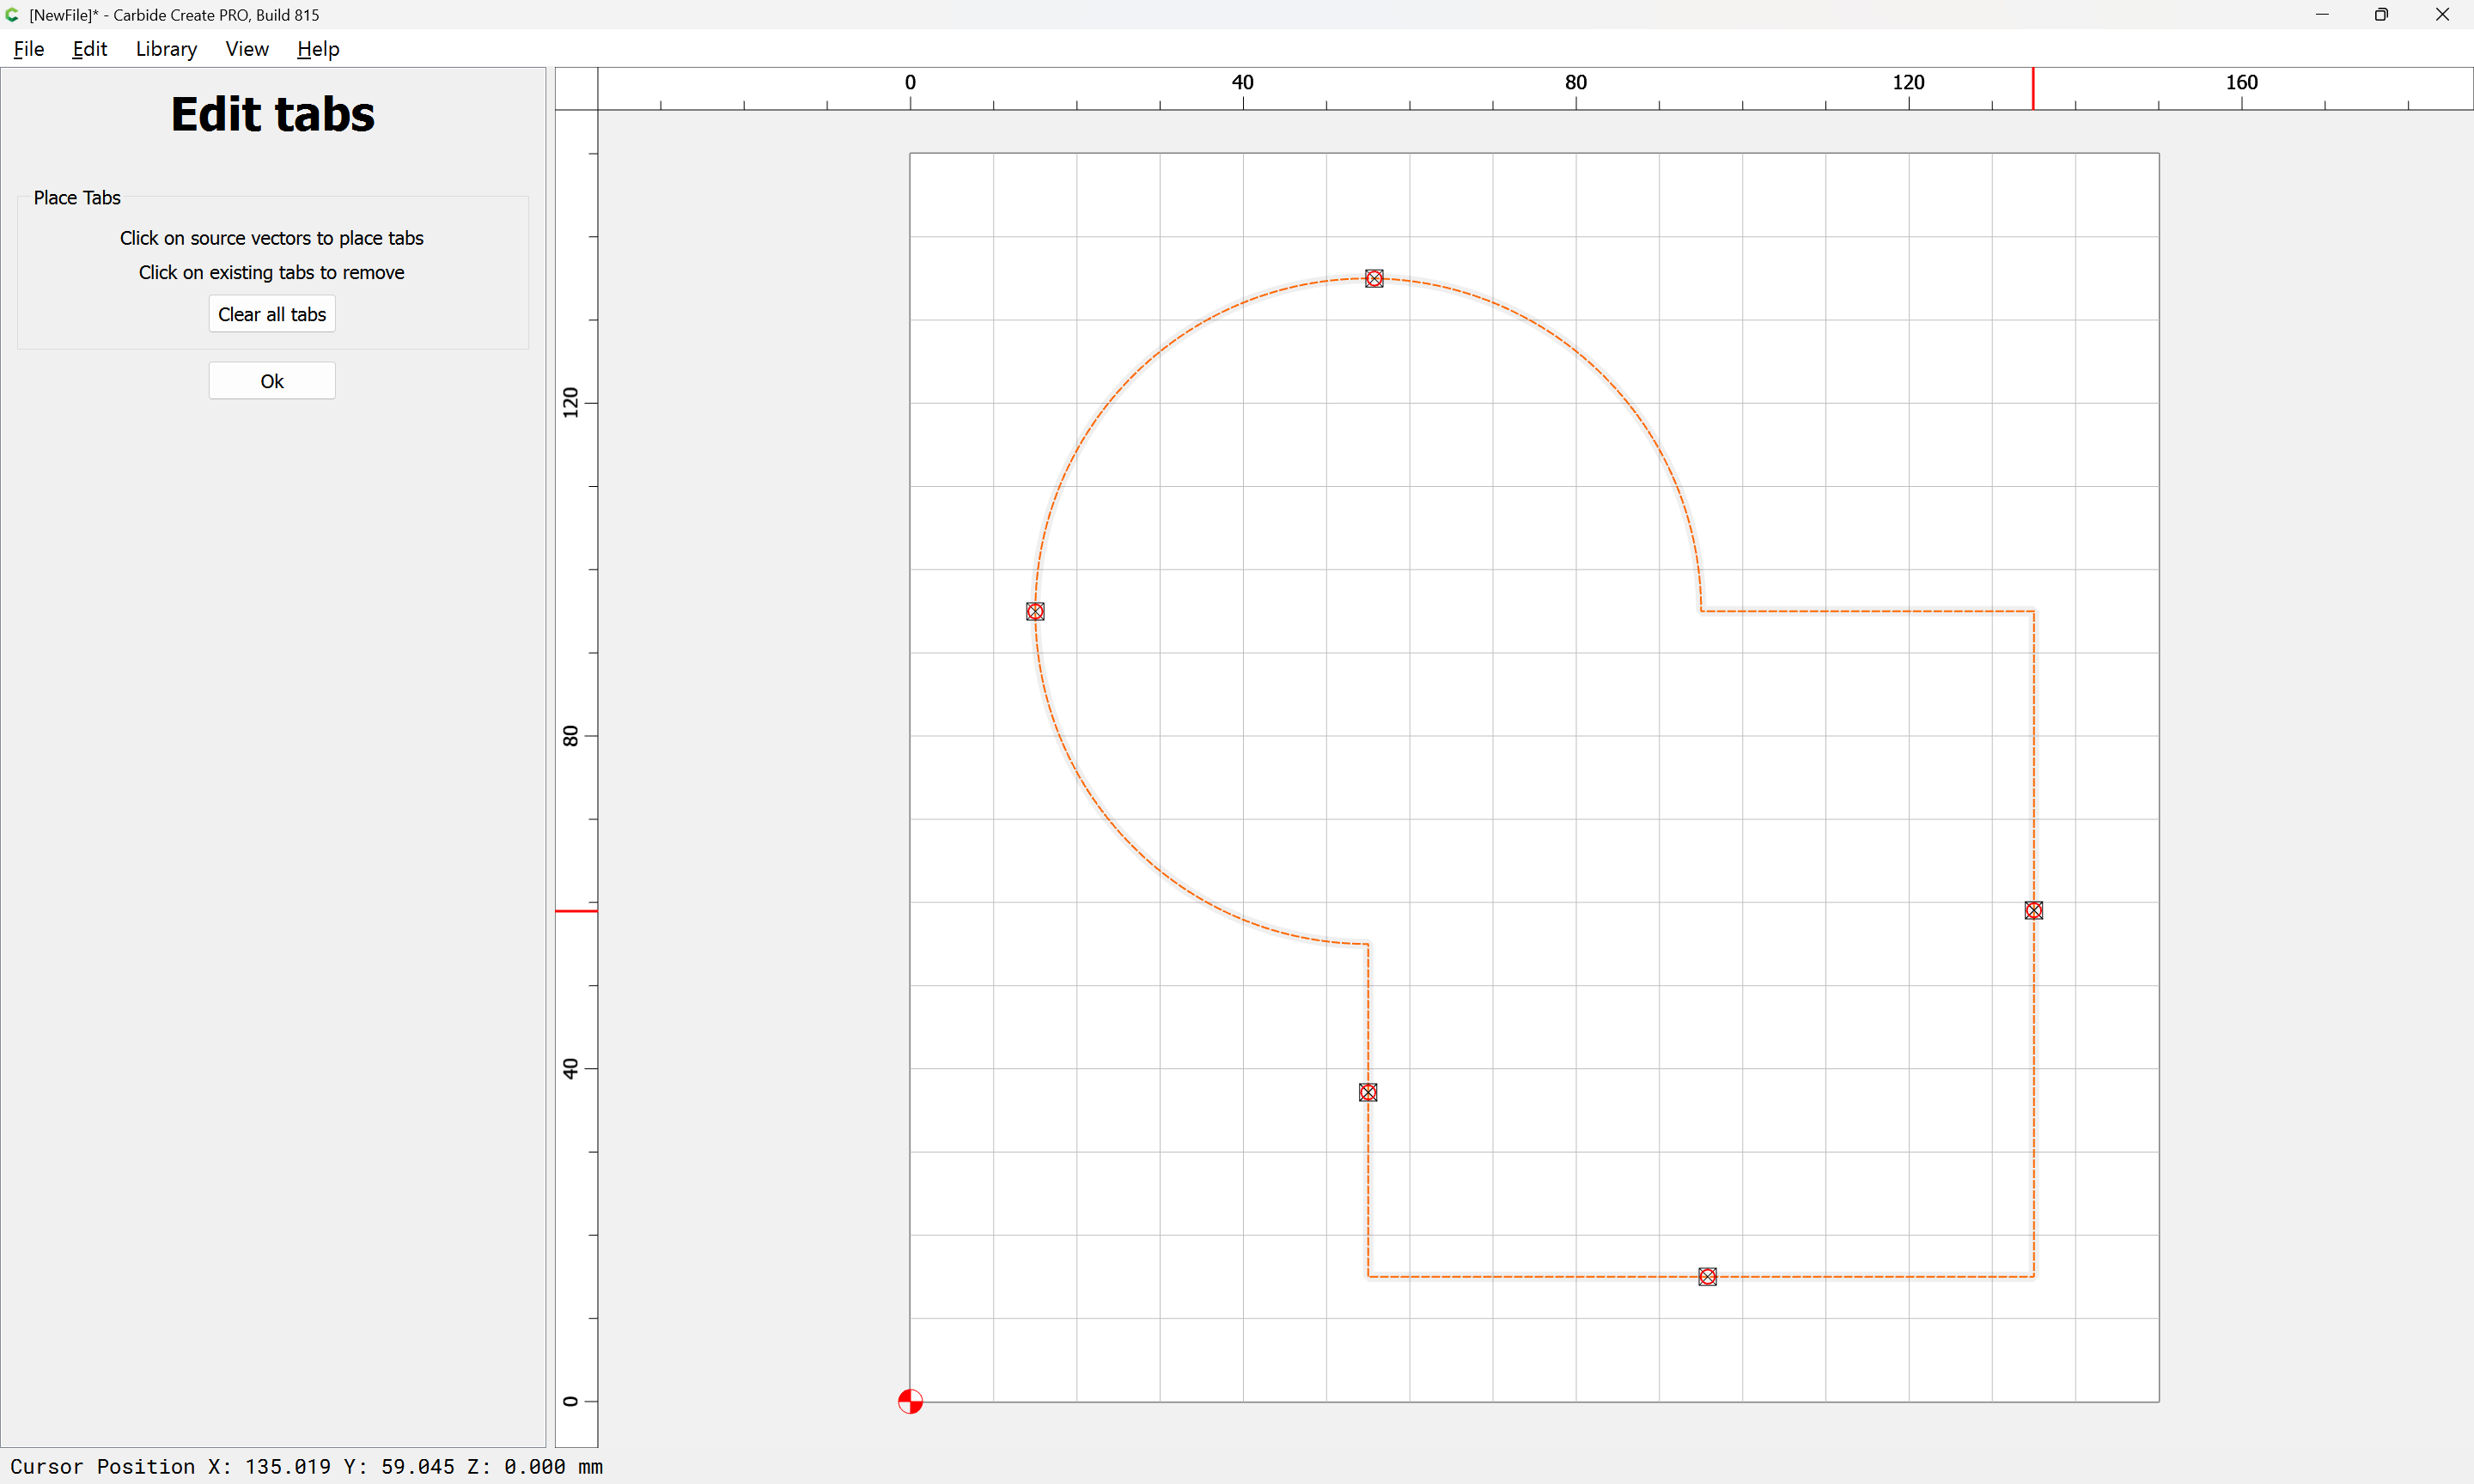 [NewFile]* - Carbide Create PRO, Build 815
File Edit Library View Help
Edit tabs
Place Tabs
Click on source vectors to place tabs
Click on existing tabs to remove
Clear all tabs
Ok
0 40 80 120 160
120
80
40
0
Cursor Position X: 135.019 Y: 59.045 Z: 0.000 mm